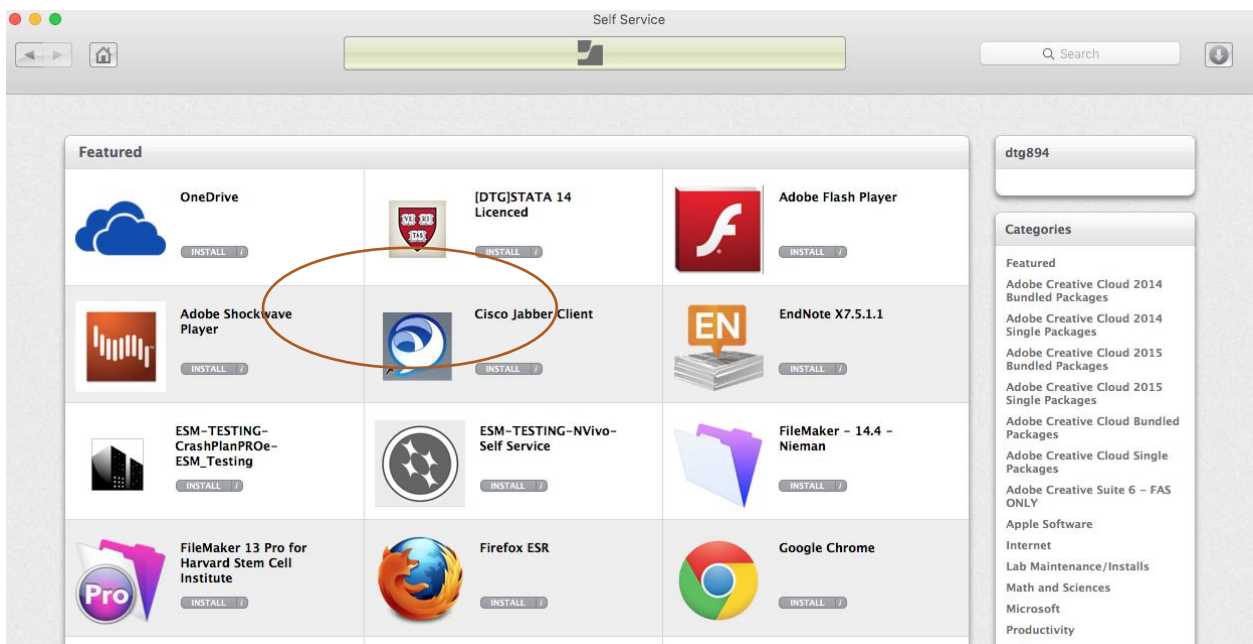 Self Service
Search
Featured
dtg894
OneDrive
INSTALL i
[DTG]STATA 14
Licenced
VE RI
TAS
INSTALL i
Adobe Flash Player
INSTALL i
Adobe Shockwave
Player
INSTALL i
Cisco Jabber Client
INSTALL i
EN
EndNote X7.5.1.1
INSTALL i
ESM-TESTING-
CrashPlanPROe-
ESM_Testing
INSTALL i
ESM-TESTING-NVivo-
Self Service
INSTALL i
FileMaker - 14.4 -
Nieman
INSTALL i
Pro
FileMaker 13 Pro for
Harvard Stem Cell
Institute
INSTALL i
Firefox ESR
INSTALL i
Google Chrome
INSTALL i
Categories
Featured
Adobe Creative Cloud 2014
Bundled Packages
Adobe Creative Cloud 2014
Single Packages
Adobe Creative Cloud 2015
Bundled Packages
Adobe Creative Cloud 2015
Single Packages
Adobe Creative Cloud Bundled
Packages
Adobe Creative Cloud Single
Packages
Adobe Creative Suite 6 - FAS
ONLY
Apple Software
Internet
Lab Maintenance/Installs
Math and Sciences
Microsoft
Productivity